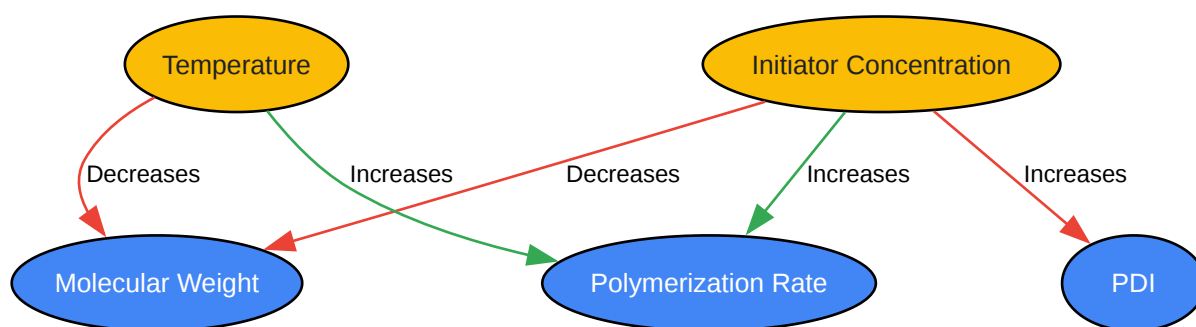 Temperature
Initiator Concentration
Decreases
Increases
Decreases
Increases
Increases
Molecular Weight
Polymerization Rate
PDI